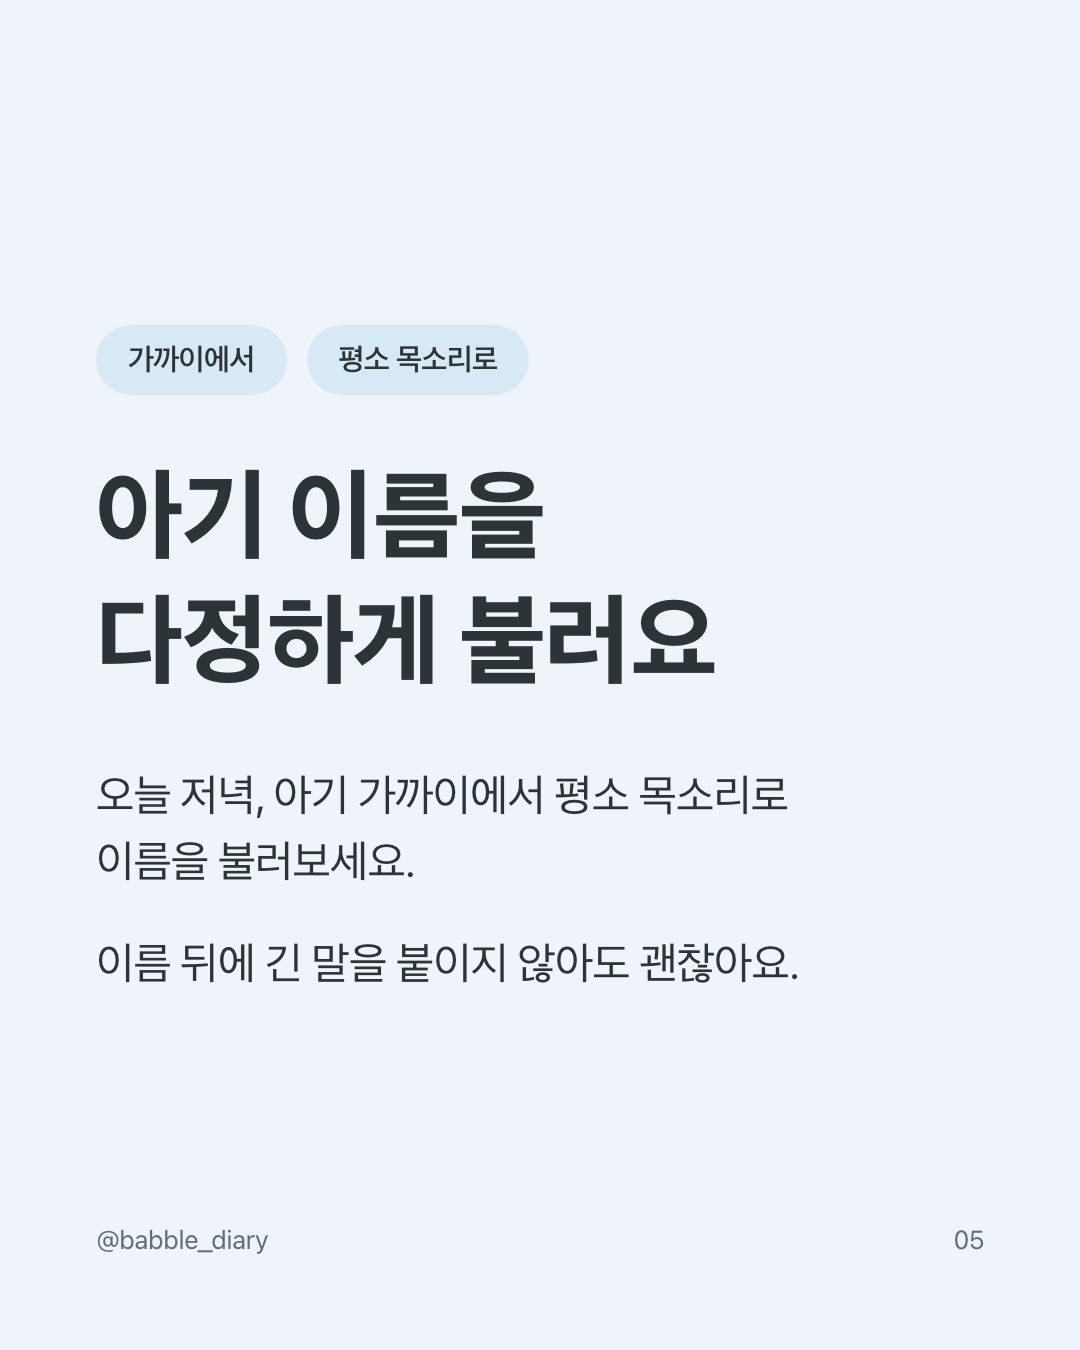 가까이에서 평소 목소리로
아기 이름을
다정하게 불러요
오늘 저녁, 아기 가까이에서 평소 목소리로
이름을 불러보세요.
이름 뒤에 긴 말을 붙이지 않아도 괜찮아요.
@babble_diary 05